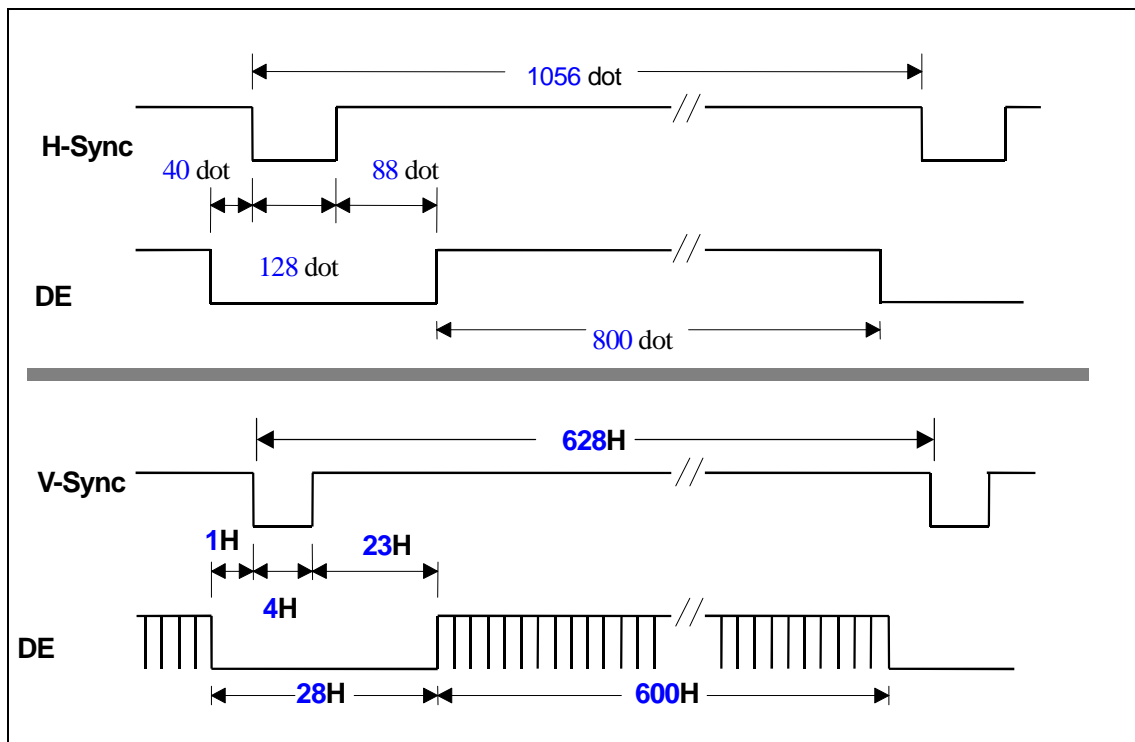 1056 dot
H-Sync
40 dot
88 dot
128 dot
DE
800 dot
628H
V-Sync
1H
23H
4H
DE
28H
600H